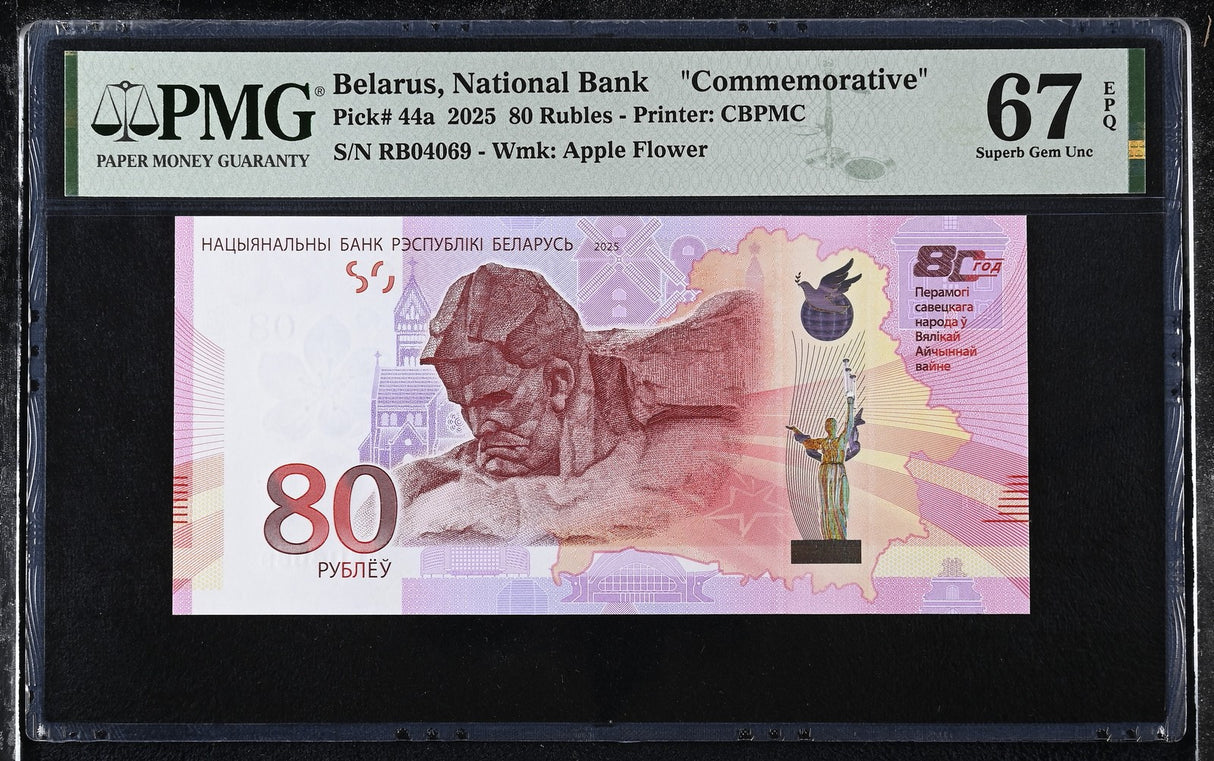 PMG®
PAPER MONEY GUARANTY
Belarus, National Bank "Commemorative"
Pick# 44a 2025 80 Rubles - Printer: CBPMC
S/N RB04069 - Wmk: Apple Flower
67
EPQ
Superb Gem Unc
НАЦЫЯНАЛЬНЫ БАНК РЭСПУБЛІКІ БЕЛАРУСЬ 2025
80 год
Перамогі
савецкага
народа ў
Вялікай
Айчыннай
вайне
80
РУБЛЁЎ